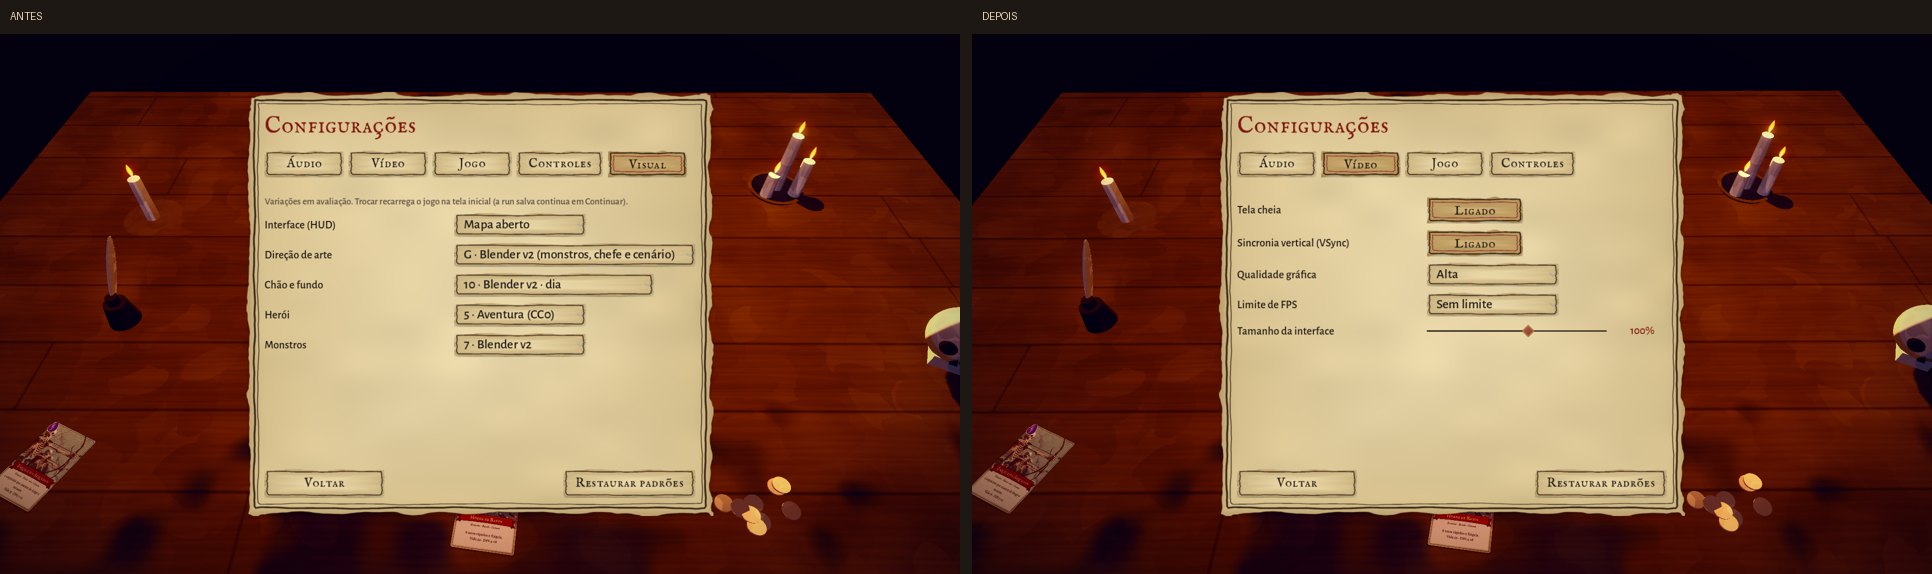 ANTES
Configurações
Áudio Vídeo Jogo Controles Visual
Variações em avaliação. Trocar recarrega o jogo na tela inicial (a run salva continua em Continuar).
Interface (HUD) Mapa aberto
Direção de arte G · Blender v2 (monstros, chefe e cenário)
Chão e fundo 10 · Blender v2 · dia
Herói 5 · Aventura (CC0)
Monstros 7 · Blender v2
Voltar Restaurar padrões
DEPOIS
Configurações
Áudio Vídeo Jogo Controles
Tela cheia Ligado
Sincronia vertical (VSync) Ligado
Qualidade gráfica Alta
Limite de FPS Sem limite
Tamanho da interface 100%
Voltar Restaurar padrões